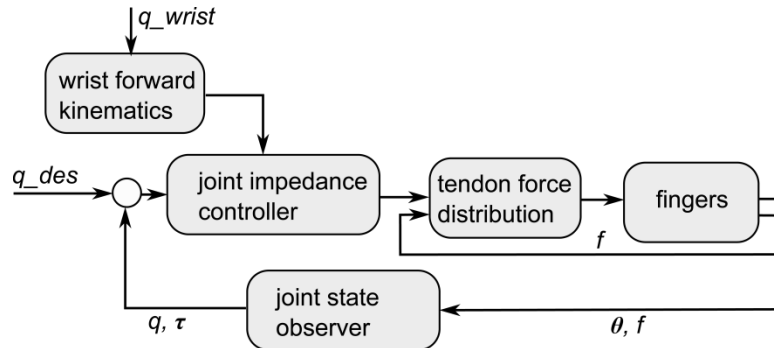 q_wrist
wrist forward
kinematics
q_des
joint impedance
controller
tendon force
distribution
fingers
f
joint state
observer
q, τ
θ, f